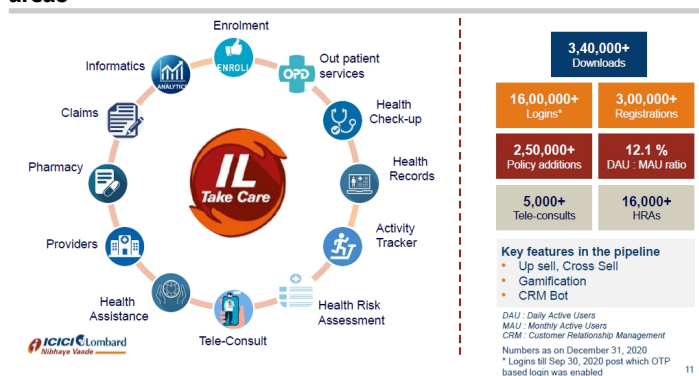 areas
Enrolment
ENROLL
Out patient
services
OPD
Health
Check-up
Health
Records
Activity
Tracker
Health Risk
Assessment
Tele-Consult
Health
Assistance
Providers
Pharmacy
Claims
Informatics
ANALYTICS
IL
Take Care
ICICI Lombard
Nibhaye Vaade
3,40,000+
Downloads
16,00,000+
Logins*
3,00,000+
Registrations
2,50,000+
Policy additions
12.1 %
DAU : MAU ratio
5,000+
Tele-consults
16,000+
HRAs
Key features in the pipeline
• Up sell, Cross Sell
• Gamification
• CRM Bot
DAU : Daily Active Users
MAU : Monthly Active Users
CRM : Customer Relationship Management
Numbers as on December 31, 2020
* Logins till Sep 30, 2020 post which OTP
based login was enabled
11